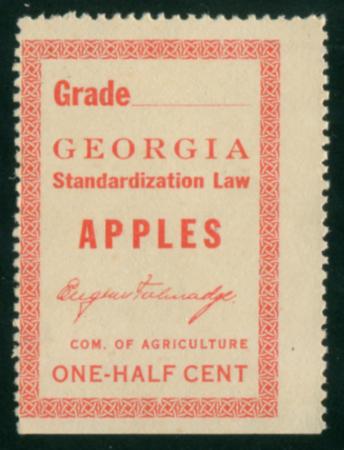 Grade
GEORGIA
Standardization Law
APPLES
Eugene Talmadge
COM. OF AGRICULTURE
ONE-HALF CENT